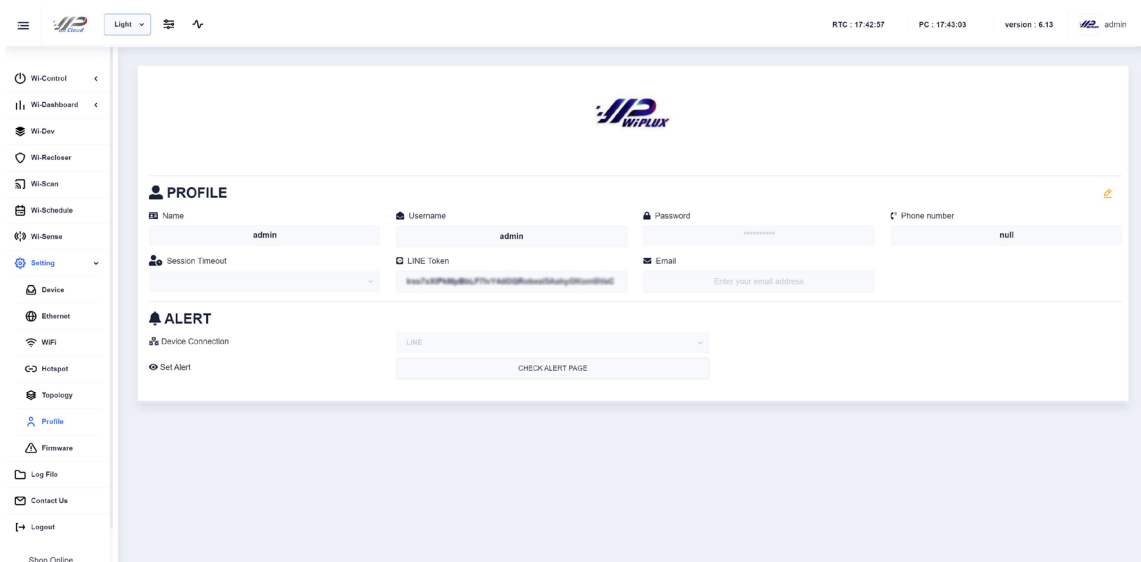 Wi Cloud
Light
RTC : 17:42:57
PC : 17:43:03
version : 6.13
admin
Wi-Control
Wi-Dashboard
Wi-Dev
Wi-Recloser
Wi-Scan
Wi-Schedule
Wi-Sense
Setting
Device
Ethernet
WiFi
Hotspot
Topology
Profile
Firmware
Log File
Contact Us
Logout
Shop Online
WiPLUX
PROFILE
Name
Username
Password
Phone number
admin
admin
**********
null
Session Timeout
LINE Token
Email
Enter your email address
ALERT
Device Connection
LINE
Set Alert
CHECK ALERT PAGE